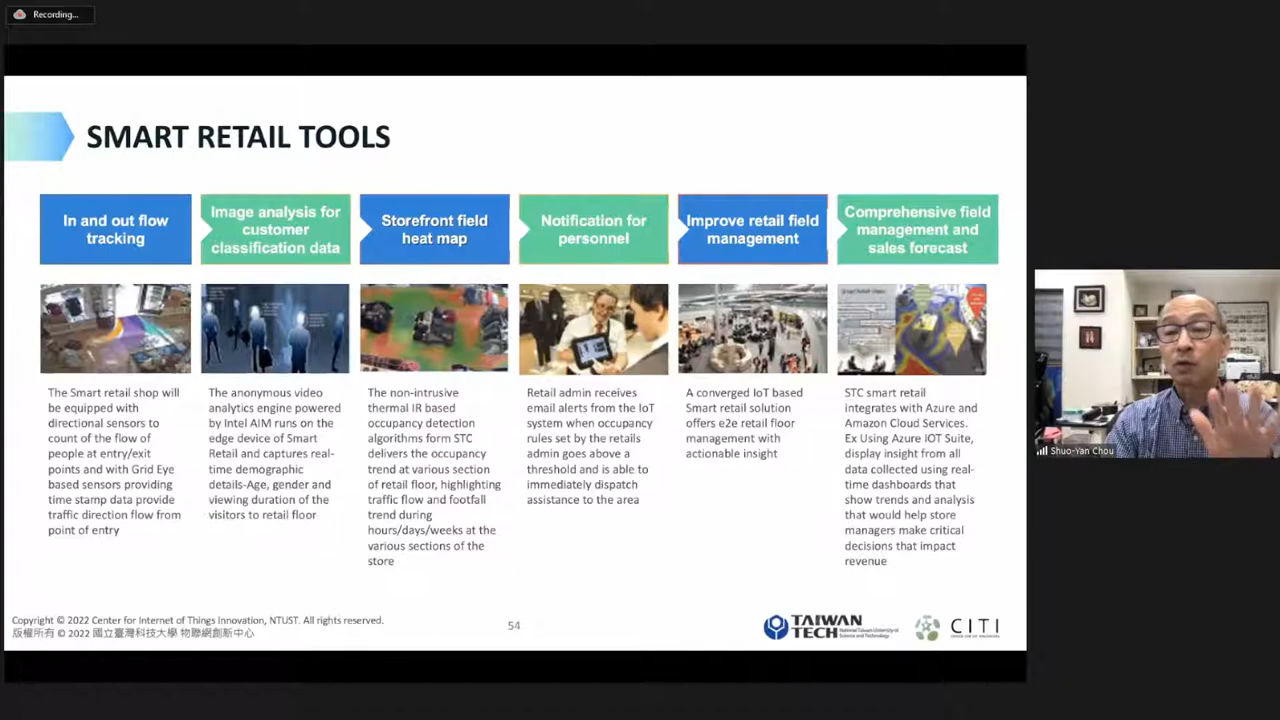 Recording...
SMART RETAIL TOOLS
In and out flow
tracking
Image analysis for
customer
classification data
Storefront field
heat map
Notification for
personnel
Improve retail field
management
Comprehensive field
management and
sales forecast
The Smart retail shop will
be equipped with
directional sensors to
count of the flow of
people at entry/exit
points and with Grid Eye
based sensors providing
time stamp data provide
traffic direction flow from
point of entry
The anonymous video
analytics engine powered
by Intel AIM runs on the
edge device of Smart
Retail and captures real-
time demographic
details-Age, gender and
viewing duration of the
visitors to retail floor
The non-intrusive
thermal IR based
occupancy detection
algorithms form STC
delivers the occupancy
trend at various section
of retail floor, highlighting
traffic flow and footfall
trend during
hours/days/weeks at the
various sections of the
store
Retail admin receives
email alerts from the IoT
system when occupancy
rules set by the retails
admin goes above a
threshold and is able to
immediately dispatch
assistance to the area
A converged IoT based
Smart retail solution
offers e2e retail floor
management with
actionable insight
STC smart retail
integrates with Azure and
Amazon Cloud Services.
Ex Using Azure IOT Suite,
display insight from all
data collected using real-
time dashboards that
show trends and analysis
that would help store
managers make critical
decisions that impact
revenue
Shuo-Yan Chou
Copyright © 2022 Center for Internet of Things Innovation, NTUST. All rights reserved.
版權所有 © 2022 國立臺灣科技大學 物聯網創新中心
54
TAIWAN
TECH
National Taiwan University of
Science and Technology
CITI